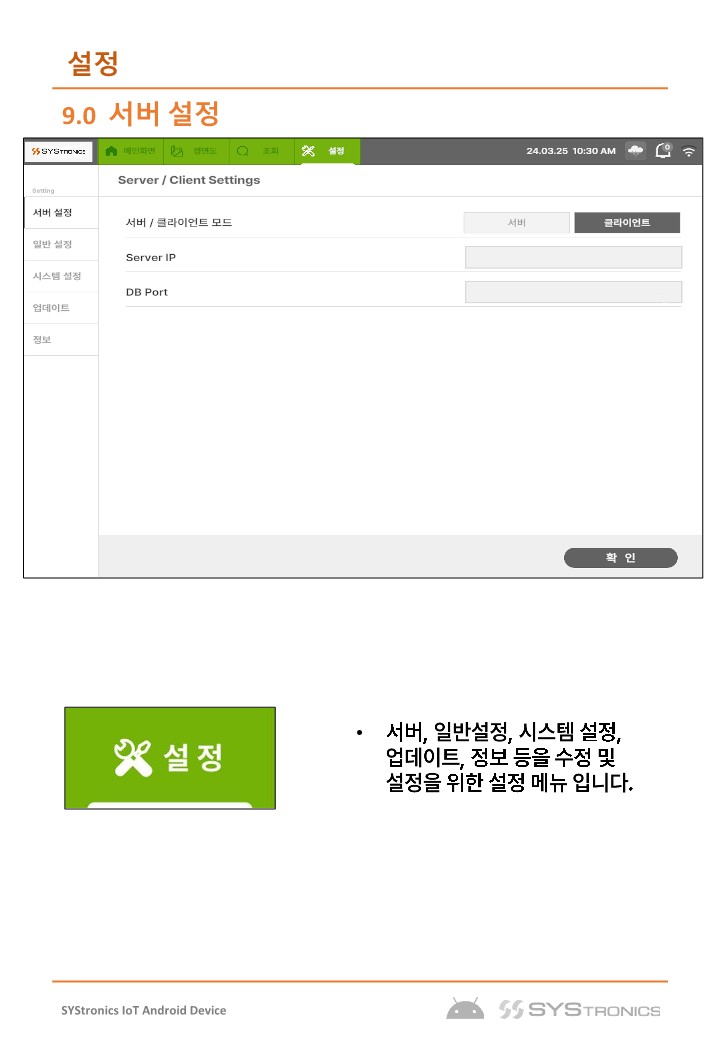 설정
9.0 서버 설정
SYSTRONICS 메인화면 평면도 조회 설정 24.03.25 10:30 AM 0
Setting
Server / Client Settings
서버 설정
일반 설정
시스템 설정
업데이트
정보
서버 / 클라이언트 모드 서버 클라이언트
Server IP
DB Port
확 인
설 정
• 서버, 일반설정, 시스템 설정,
업데이트, 정보 등을 수정 및
설정을 위한 설정 메뉴 입니다.
SYStronics IoT Android Device
SYSTRONICS